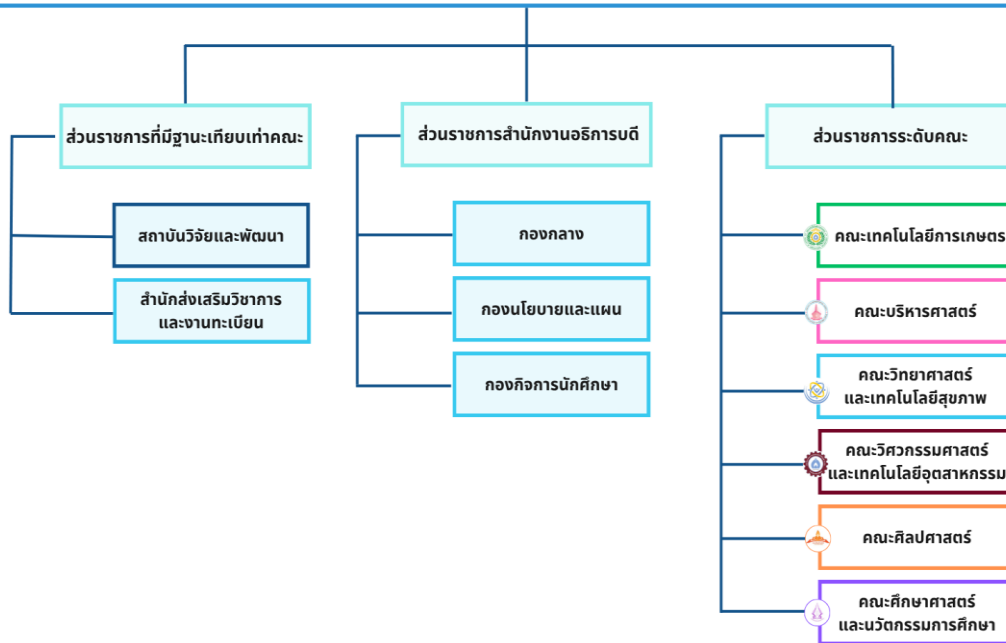 ส่วนราชการที่มีฐานะเทียบเท่าคณะ
สถาบันวิจัยและพัฒนา
สำนักส่งเสริมวิชาการ
และงานทะเบียน
ส่วนราชการสำนักงานอธิการบดี
กองกลาง
กองนโยบายและแผน
กองกิจการนักศึกษา
ส่วนราชการระดับคณะ
คณะเทคโนโลยีการเกษตร
คณะบริหารศาสตร์
คณะวิทยาศาสตร์
และเทคโนโลยีสุขภาพ
คณะวิศวกรรมศาสตร์
และเทคโนโลยีอุตสาหกรรม
คณะศิลปศาสตร์
คณะศึกษาศาสตร์
และนวัตกรรมการศึกษา